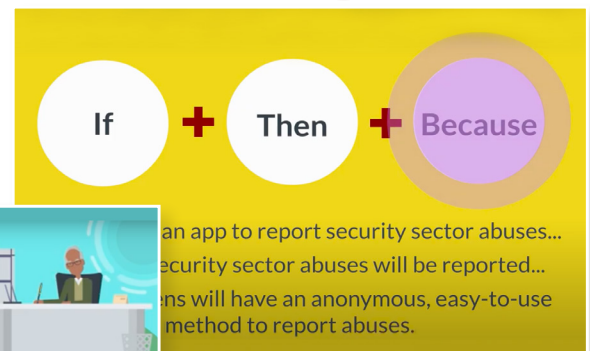 If + Then + Because
an app to report security sector abuses...
ecurity sector abuses will be reported...
ens will have an anonymous, easy-to-use
method to report abuses.